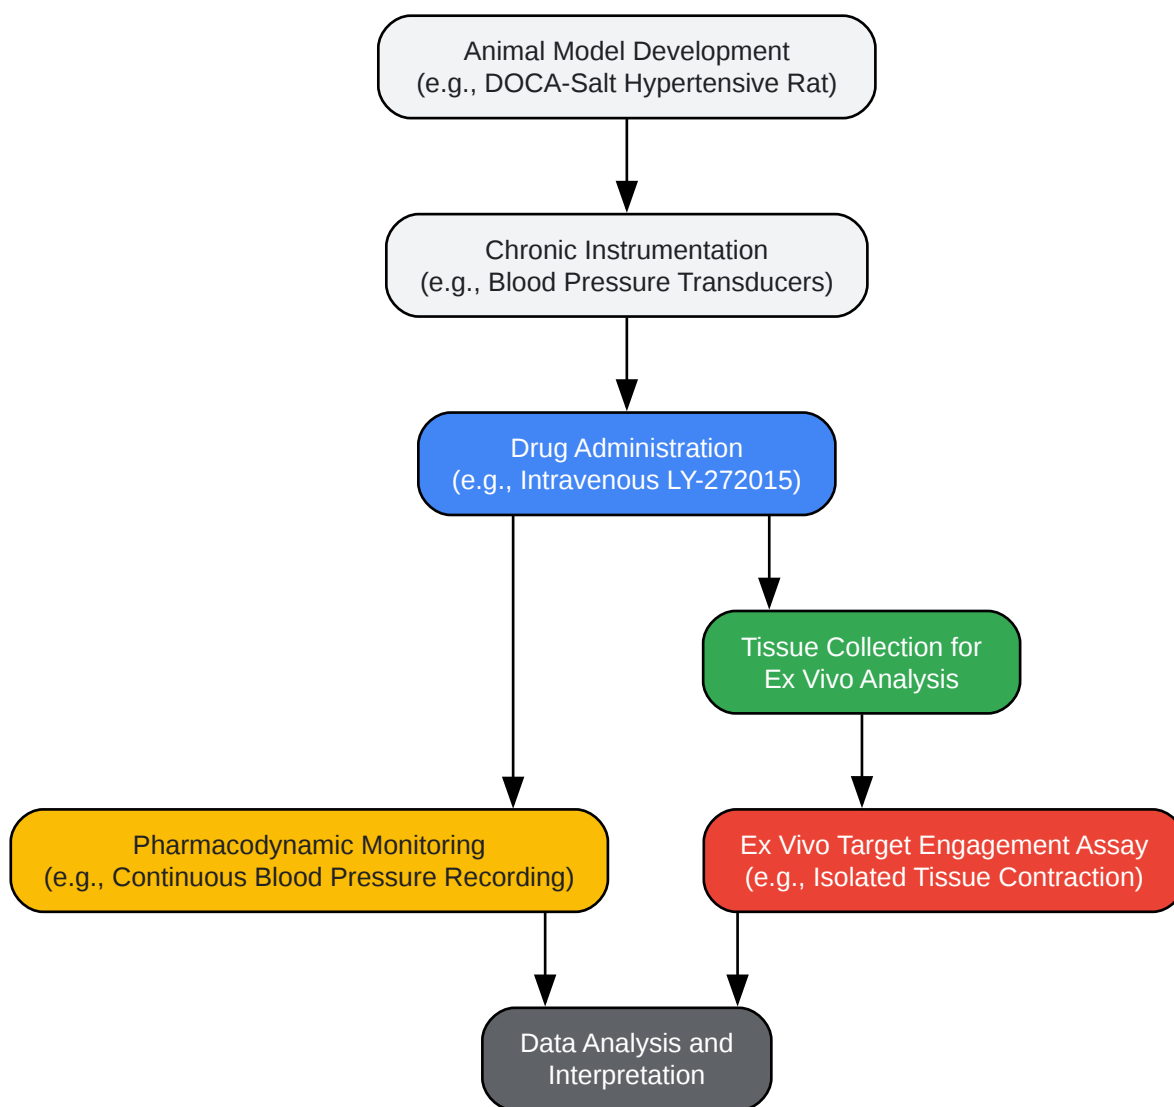 Animal Model Development
(e.g., DOCA-Salt Hypertensive Rat)
Chronic Instrumentation
(e.g., Blood Pressure Transducers)
Drug Administration
(e.g., Intravenous LY-272015)
Tissue Collection for
Ex Vivo Analysis
Pharmacodynamic Monitoring
(e.g., Continuous Blood Pressure Recording)
Ex Vivo Target Engagement Assay
(e.g., Isolated Tissue Contraction)
Data Analysis and
Interpretation